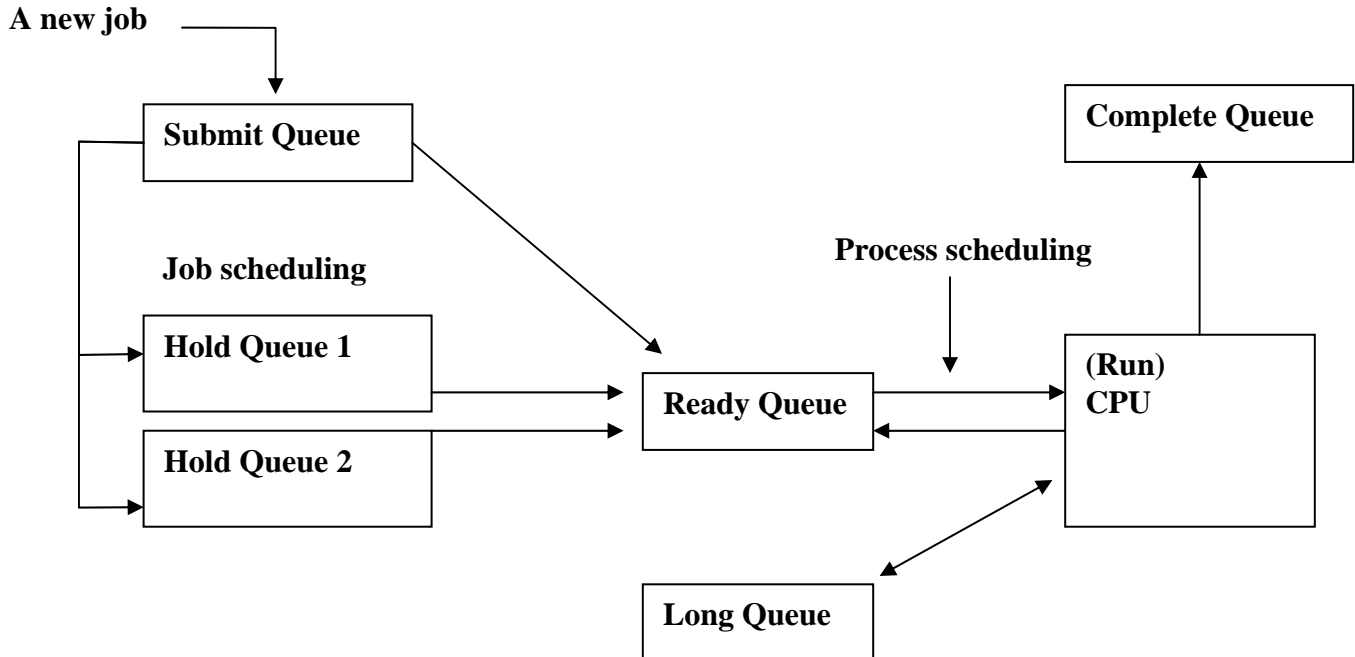 A new job
Submit Queue
Complete Queue
Job scheduling
Process scheduling
Hold Queue 1
Hold Queue 2
Ready Queue
(Run)
CPU
Long Queue